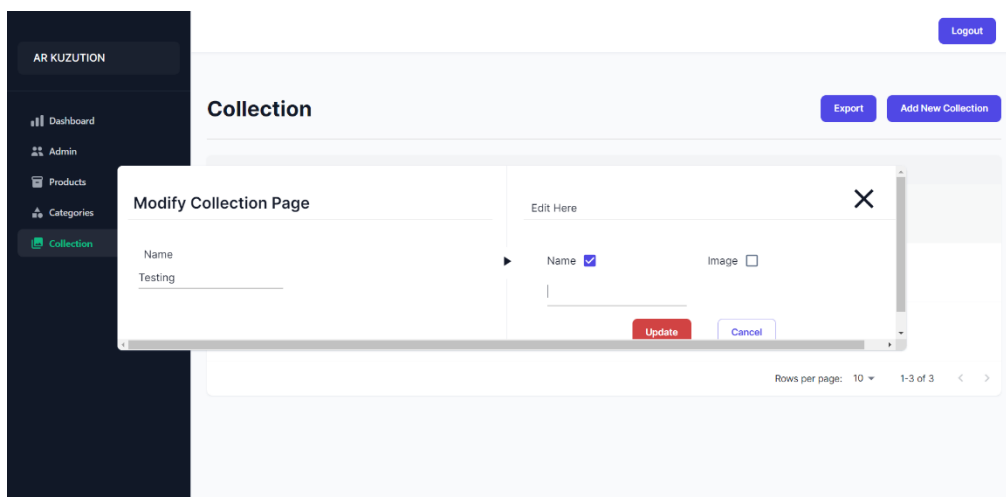 Logout
AR KUZUTION
Collection
Export
Add New Collection
Dashboard
Admin
Products
Categories
Collection
Modify Collection Page
Edit Here
Name
Testing
Name
Image
Update
Cancel
Rows per page: 10
1-3 of 3